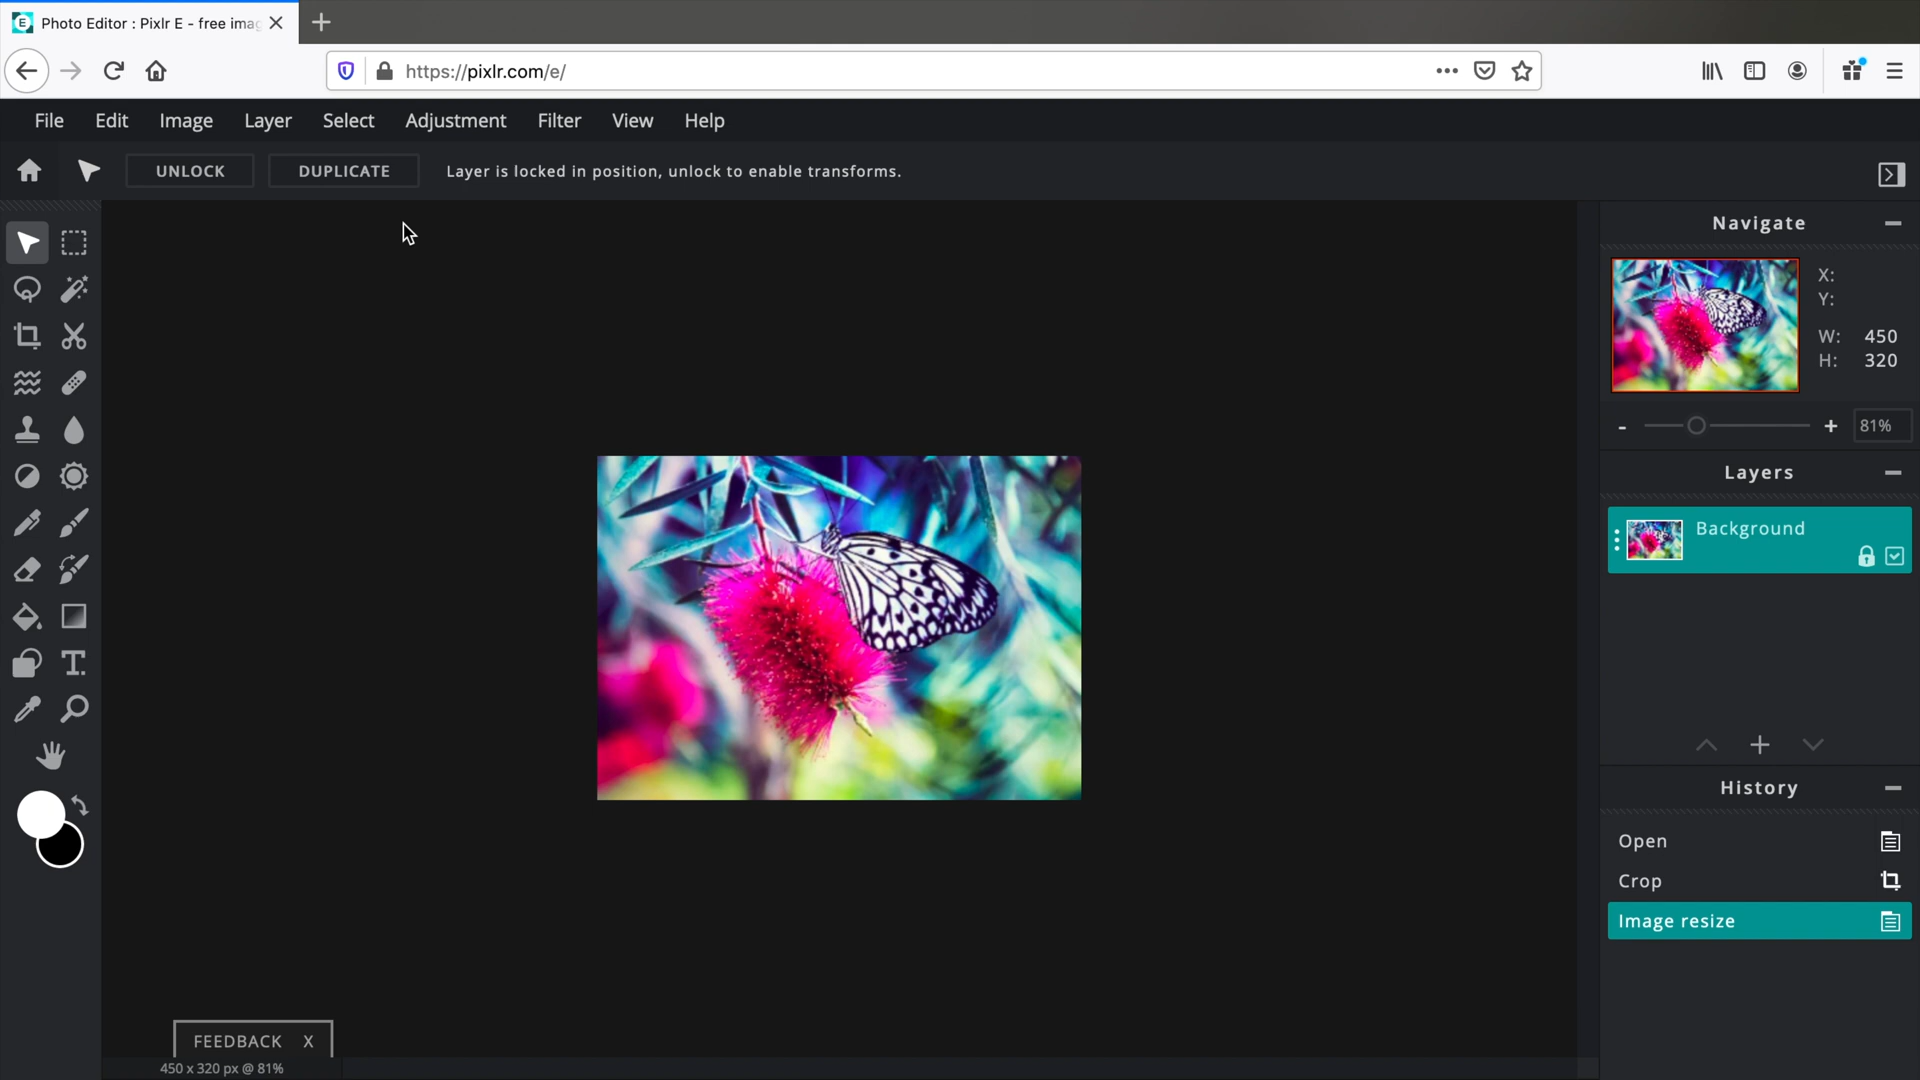 Photo Editor : Pixlr E - free imag
https://pixlr.com/e/
File Edit Image Layer Select Adjustment Filter View Help
UNLOCK DUPLICATE Layer is locked in position, unlock to enable transforms.
Navigate
X:
Y:
W: 450
H: 320
- + 81%
Layers
Background
T
History
Open
Crop
Image resize
FEEDBACK X
450 x 320 px @ 81%